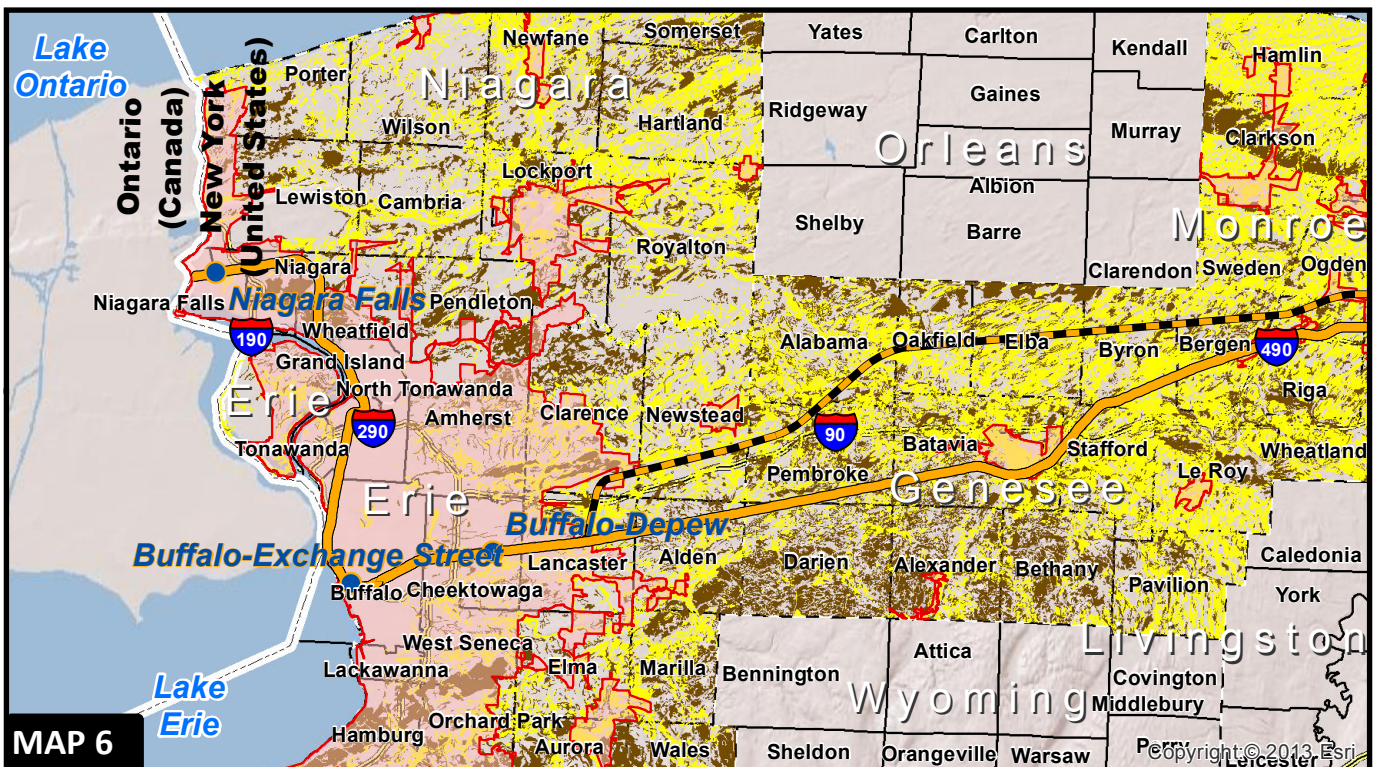 Lake
Ontario
Ontario
(Canada)
New York
(United States)
Porter
Newfane
Somerset
Yates
Carlton
Kendall
Hamlin
Niagara
Wilson
Hartland
Ridgeway
Gaines
Murray
Clarkson
Orleans
Lockport
Lewiston
Cambria
Albion
Shelby
Barre
Monroe
Royalton
Niagara
Clarendon
Sweden
Ogden
Niagara Falls
Niagara Falls
Pendleton
190
Wheatfield
Alabama
Oakfield
Elba
Byron
Bergen
490
Grand Island
North Tonawanda
Riga
Erie
Amherst
Clarence
Newstead
290
90
Batavia
Stafford
Tonawanda
Wheatland
Pembroke
Le Roy
Erie
Genesee
Buffalo-Depew
Buffalo-Exchange Street
Lancaster
Alden
Darien
Alexander
Bethany
Caledonia
Pavilion
York
Buffalo
Cheektowaga
West Seneca
Livingston
Lackawanna
Elma
Marilla
Bennington
Attica
Covington
Wyoming
Middlebury
Lake
Erie
Orchard Park
Hamburg
Aurora
Wales
Sheldon
Orangeville
Warsaw
Perry
Leicester
MAP 6
Copyright:© 2013 Esri